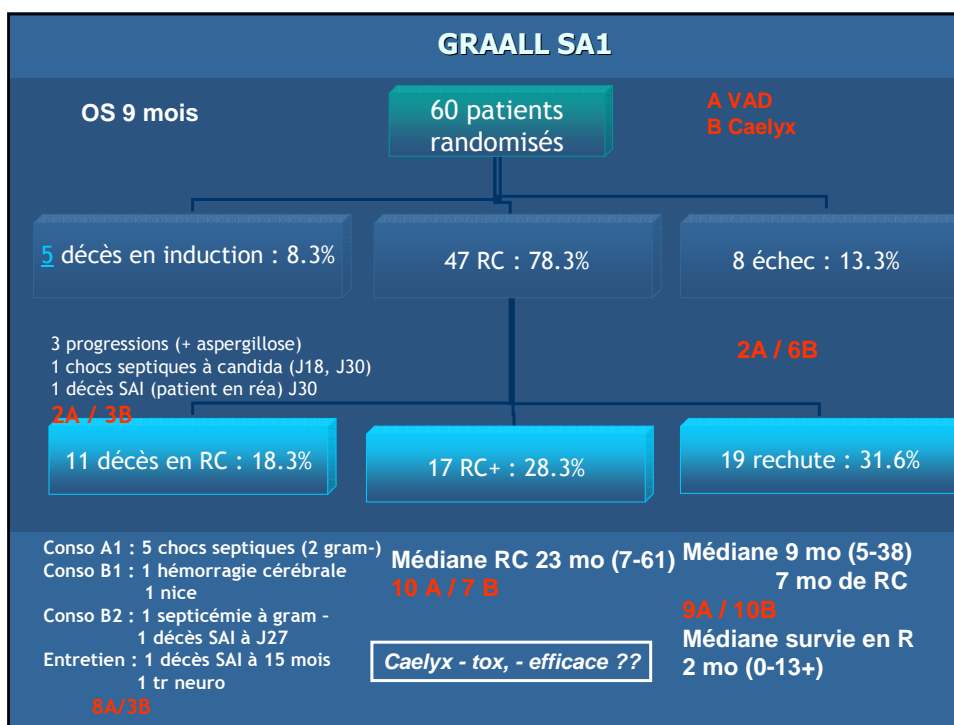 GRAALL SA1
OS 9 mois
60 patients
randomisés
A VAD
B Caelyx
5 décès en induction : 8.3%
47 RC : 78.3%
8 échec : 13.3%
3 progressions (+ aspergillose)
1 chocs septiques à candida (J18, J30)
1 décès SAI (patient en réa) J30
2A / 3B
2A / 6B
11 décès en RC : 18.3%
17 RC+ : 28.3%
19 rechute : 31.6%
Conso A1 : 5 chocs septiques (2 gram-)
Conso B1 : 1 hémorragie cérébrale
1 nice
Conso B2 : 1 septicémie à gram –
1 décès SAI à J27
Entretien : 1 décès SAI à 15 mois
1 tr neuro
8A/3B
Médiane RC 23 mo (7-61)
10 A / 7 B
Caelyx - tox, - efficace ??
Médiane 9 mo (5-38)
7 mo de RC
9A / 10B
Médiane survie en R
2 mo (0-13+)